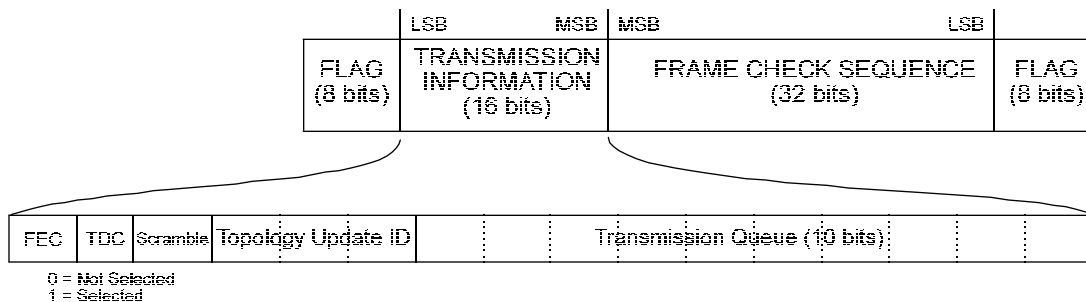 LSB MSB MSB LSB
FLAG (8 bits)
TRANSMISSION
INFORMATION
(16 bits)
FRAME CHECK SEQUENCE
(32 bits)
FLAG
(8 bits)
FEC TDC Scramble Topology Update ID Transmission Queue (10 bits)
0 = Not Selected
1 = Selected